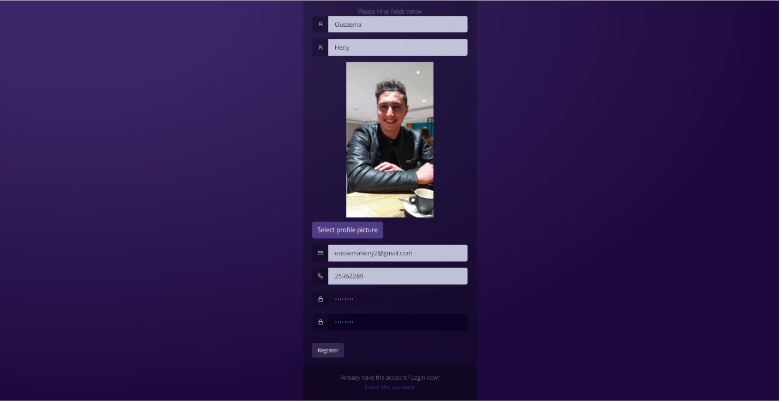 Please fill all fields below
Oussema
Heny
Select profile picture
oussemaheny2@gmail.com
25362289
········
········
Register
Already have the account? Login now!
Enter the account